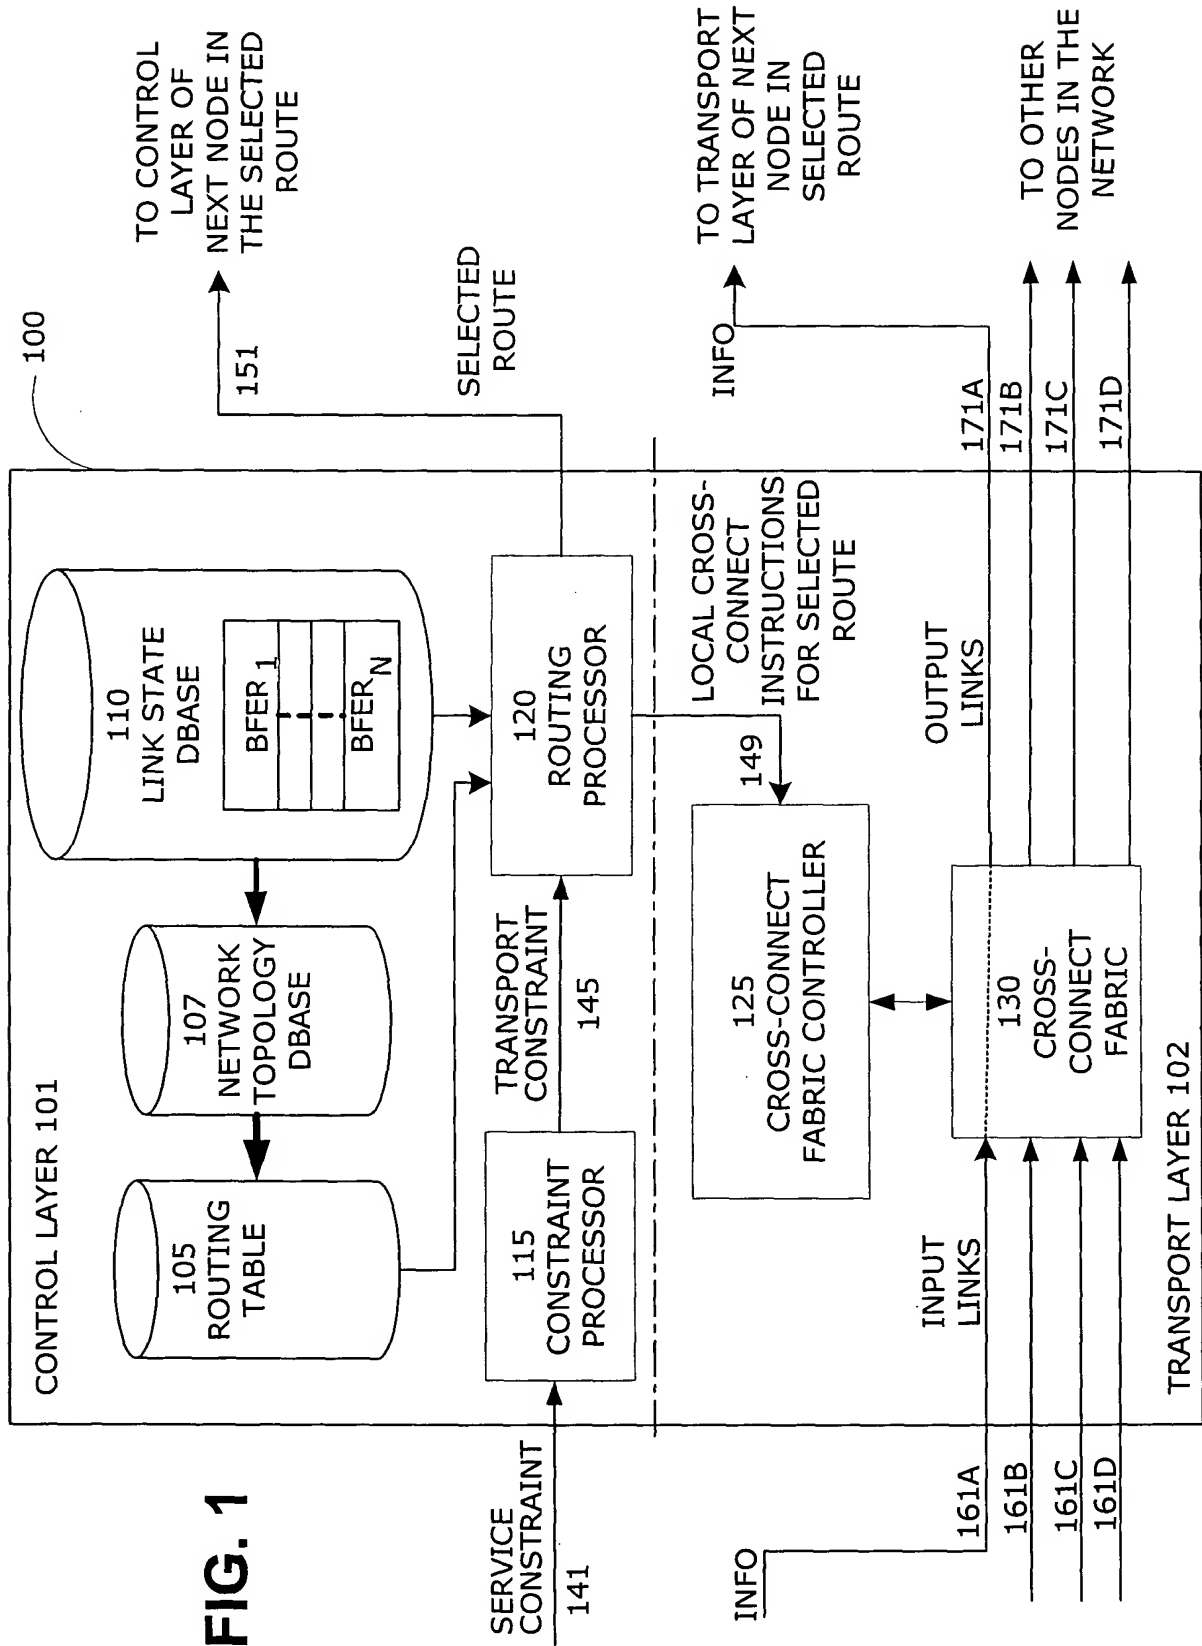 FIG. 1
100
CONTROL LAYER 101
105
ROUTING
TABLE
107
NETWORK
TOPOLOGY
DBASE
110
LINK STATE
DBASE
BFER1
BFERN
SERVICE
CONSTRAINT
141
115
CONSTRAINT
PROCESSOR
TRANSPORT
CONSTRAINT
145
120
ROUTING
PROCESSOR
151
SELECTED
ROUTE
TO CONTROL
LAYER OF
NEXT NODE IN
THE SELECTED
ROUTE
149
LOCAL CROSS-
CONNECT
INSTRUCTIONS
FOR SELECTED
ROUTE
125
CROSS-CONNECT
FABRIC CONTROLLER
INFO
161A
161B
161C
161D
INPUT
LINKS
130
CROSS-
CONNECT
FABRIC
OUTPUT
LINKS
171A
171B
171C
171D
INFO
TO TRANSPORT
LAYER OF NEXT
NODE IN
SELECTED
ROUTE
TO OTHER
NODES IN THE
NETWORK
TRANSPORT LAYER 102